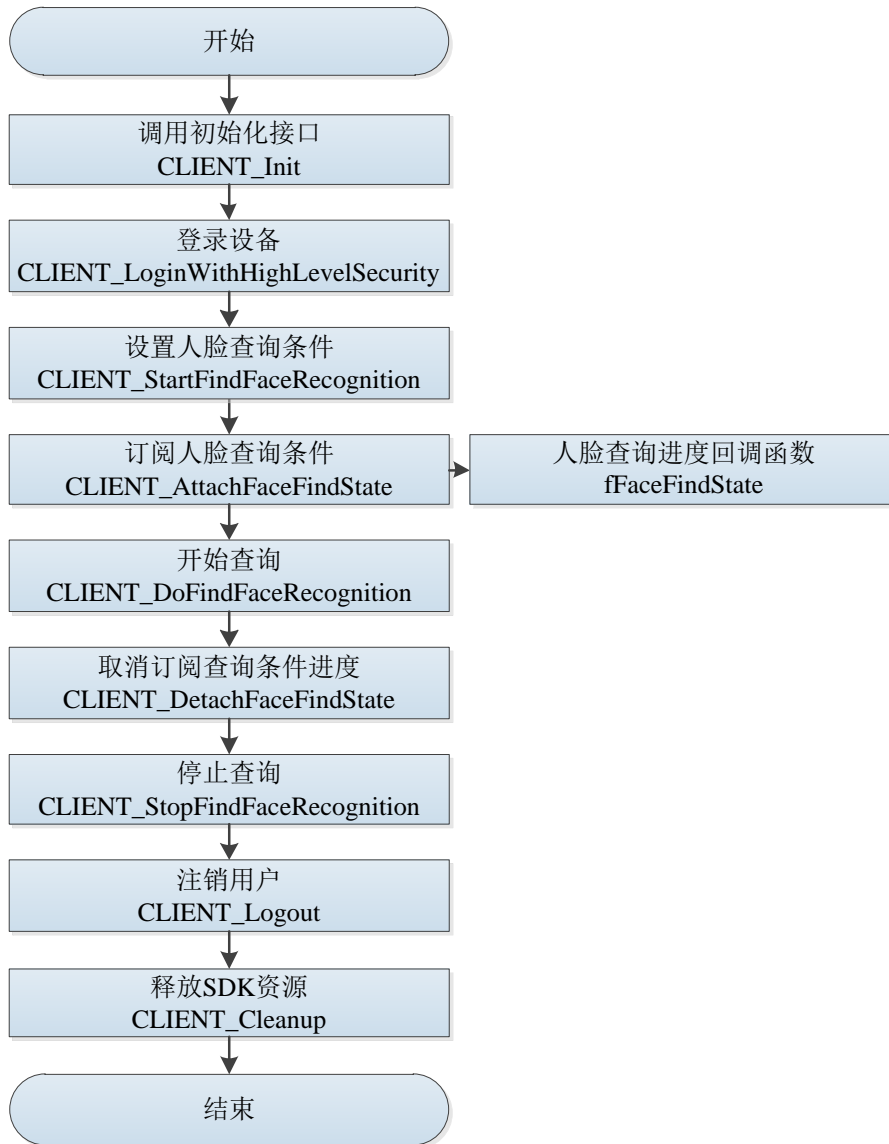 开始
调用初始化接口
CLIENT_Init
登录设备
CLIENT_LoginWithHighLevelSecurity
设置人脸查询条件
CLIENT_StartFindFaceRecognition
订阅人脸查询条件
CLIENT_AttachFaceFindState
人脸查询进度回调函数
fFaceFindState
开始查询
CLIENT_DoFindFaceRecognition
取消订阅查询条件进度
CLIENT_DetachFaceFindState
停止查询
CLIENT_StopFindFaceRecognition
注销用户
CLIENT_Logout
释放SDK资源
CLIENT_Cleanup
结束